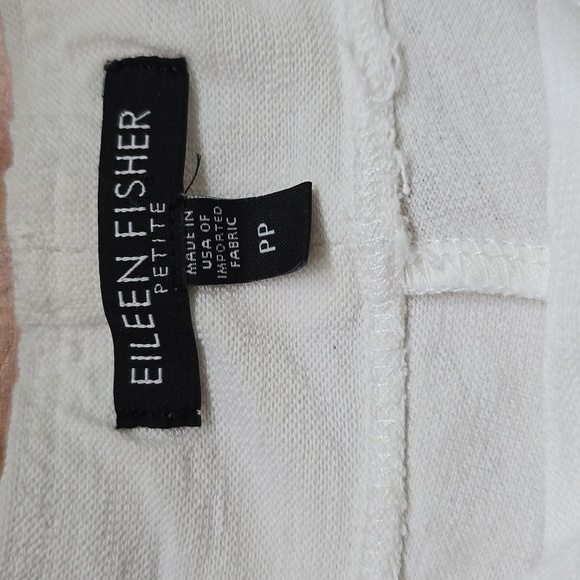 EILEEN FISHER
PETITE
MADE IN
USA OF
IMPORTED
FABRIC
PP